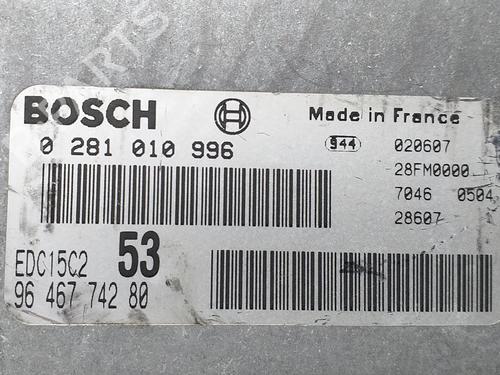 BOSCH
Made in France
0 281 010 996
944
020607
28FM0000
7046 0504
28607
EDC15C2
53
96 467 742 80
PARTS